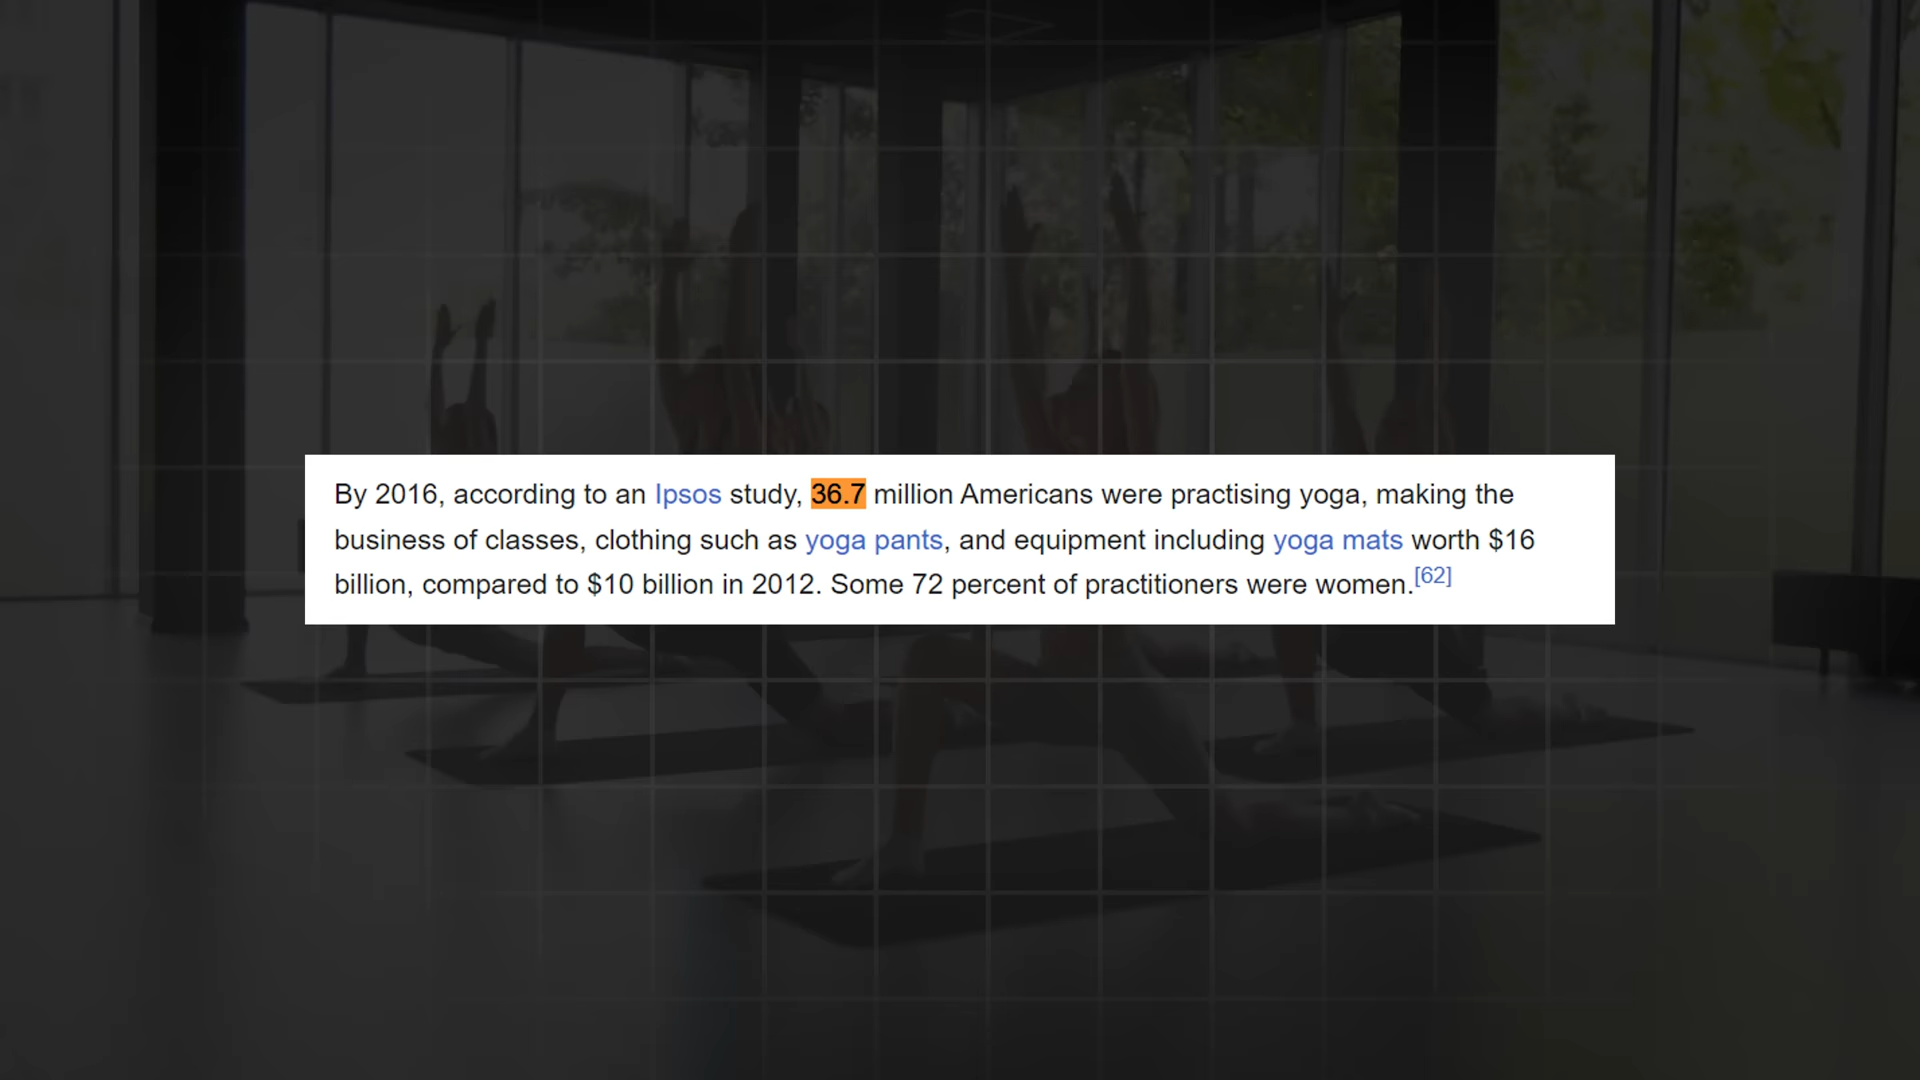 By 2016, according to an Ipsos study, 36.7 million Americans were practising yoga, making the
business of classes, clothing such as yoga pants, and equipment including yoga mats worth $16
billion, compared to $10 billion in 2012. Some 72 percent of practitioners were women.[62]